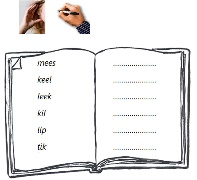 mees ....................
keel ....................
leek ....................
kil ....................
lip ....................
tik ....................